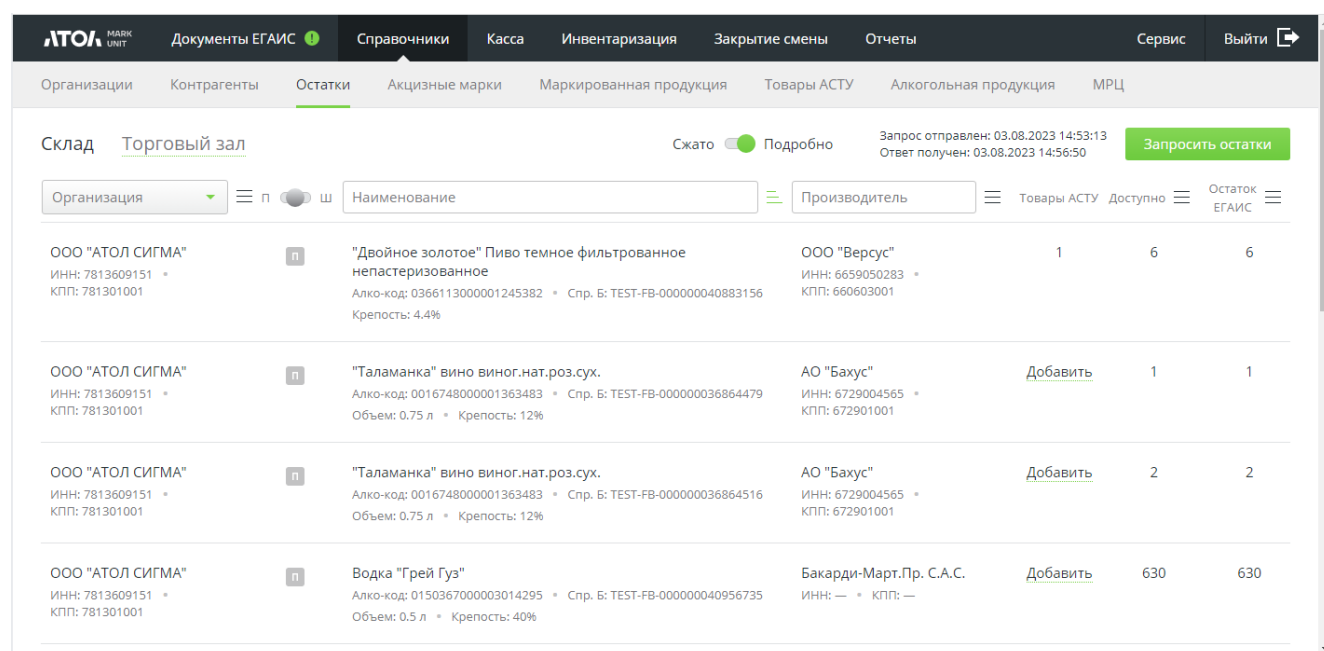 АТОЛ MARK UNIT Документы ЕГАИС ! Справочники Касса Инвентаризация Закрытие смены Отчеты Сервис Выйти
Организации Контрагенты Остатки Акцизные марки Маркированная продукция Товары АСТУ Алкогольная продукция МРЦ
Склад Торговый зал Сжато Подробно Запрос отправлен: 03.08.2023 14:53:13 Запросить остатки
Ответ получен: 03.08.2023 14:56:50
Организация П Ш Наименование Производитель Товары АСТУ Доступно Остаток ЕГАИС
ООО "АТОЛ СИГМА" П "Двойное золотое" Пиво темное фильтрованное ООО "Версус" 1 6 6
ИНН: 7813609151 • непастеризованное ИНН: 6659050283 •
КПП: 781301001 Алко-код: 0366113000001245382 • Спр. Б: TEST-FB-000000040883156 КПП: 660603001
Крепость: 4.4%
ООО "АТОЛ СИГМА" П "Таламанка" вино виног.нат.роз.сух. АО "Бахус" Добавить 1 1
ИНН: 7813609151 • Алко-код: 0016748000001363483 • Спр. Б: TEST-FB-000000036864479 ИНН: 6729004565 •
КПП: 781301001 Объем: 0.75 л • Крепость: 12% КПП: 672901001
ООО "АТОЛ СИГМА" П "Таламанка" вино виног.нат.роз.сух. АО "Бахус" Добавить 2 2
ИНН: 7813609151 • Алко-код: 0016748000001363483 • Спр. Б: TEST-FB-000000036864516 ИНН: 6729004565 •
КПП: 781301001 Объем: 0.75 л • Крепость: 12% КПП: 672901001
ООО "АТОЛ СИГМА" П Водка "Грей Гуз" Бакарди-Март.Пр. С.А.С. Добавить 630 630
ИНН: 7813609151 • Алко-код: 0150367000003014295 • Спр. Б: TEST-FB-000000040956735 ИНН: — • КПП: —
КПП: 781301001 Объем: 0.5 л • Крепость: 40%